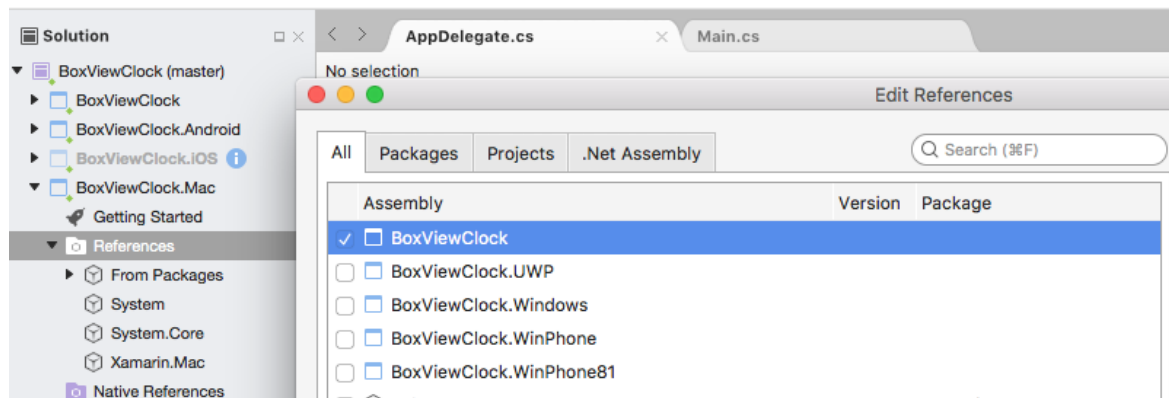 Solution
AppDelegate.cs
Main.cs
BoxViewClock (master)
No selection
BoxViewClock
BoxViewClock.Android
BoxViewClock.iOS
BoxViewClock.Mac
Getting Started
References
From Packages
System
System.Core
Xamarin.Mac
Native References
Edit References
All Packages Projects .Net Assembly
Search (⌘F)
Assembly Version Package
BoxViewClock
BoxViewClock.UWP
BoxViewClock.Windows
BoxViewClock.WinPhone
BoxViewClock.WinPhone81